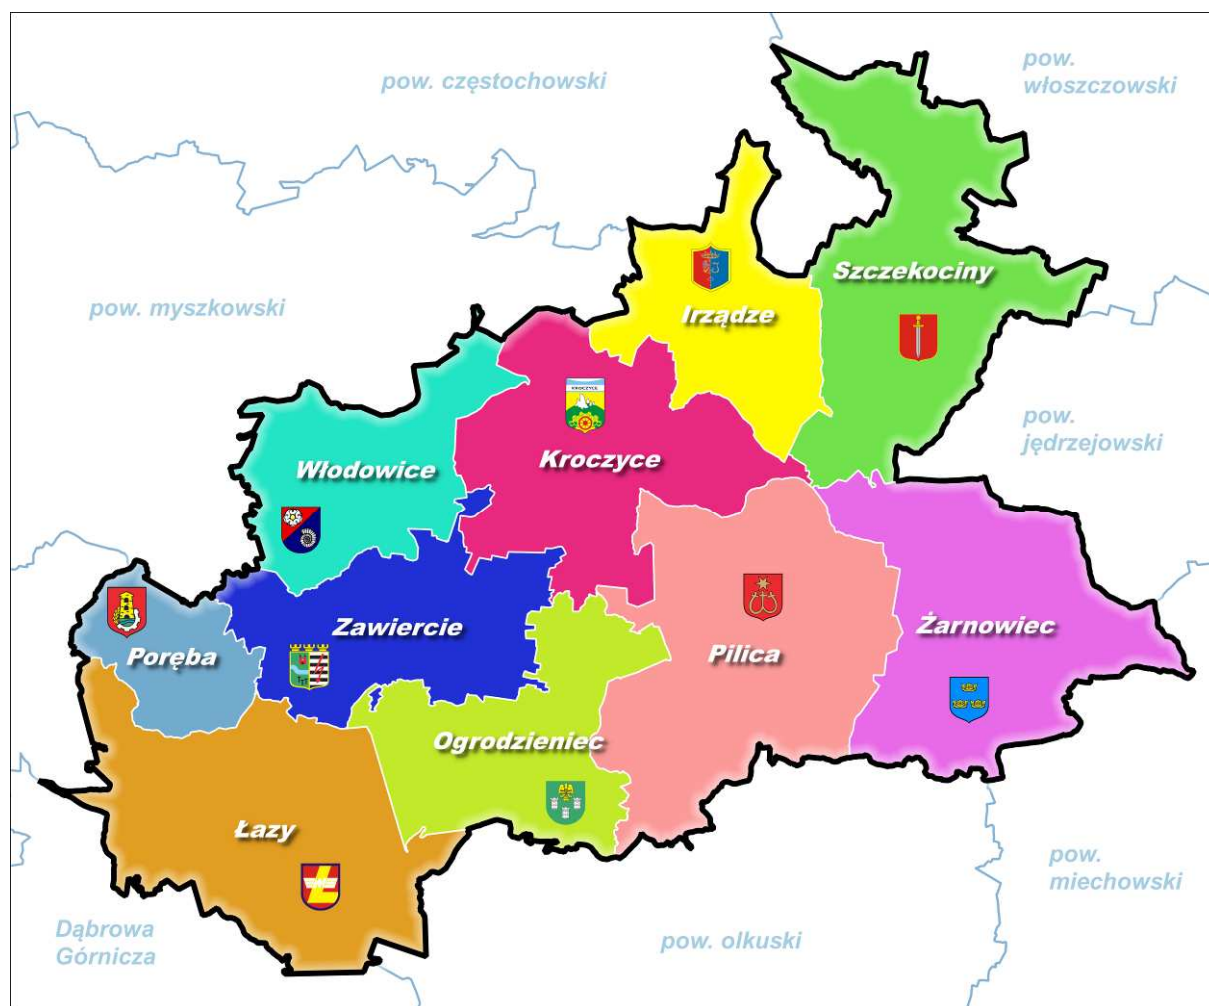 pow. częstochowski
pow.
włoszczowski
pow. myszkowski
Szczekociny
Irządze
KROCZYCE
Kroczyce
pow.
jędrzejowski
Włodowice
Zawiercie
Poręba
Pilica
Żarnowiec
Ogrodzieniec
Łazy
pow.
miechowski
Dąbrowa
Górnicza
pow. olkuski